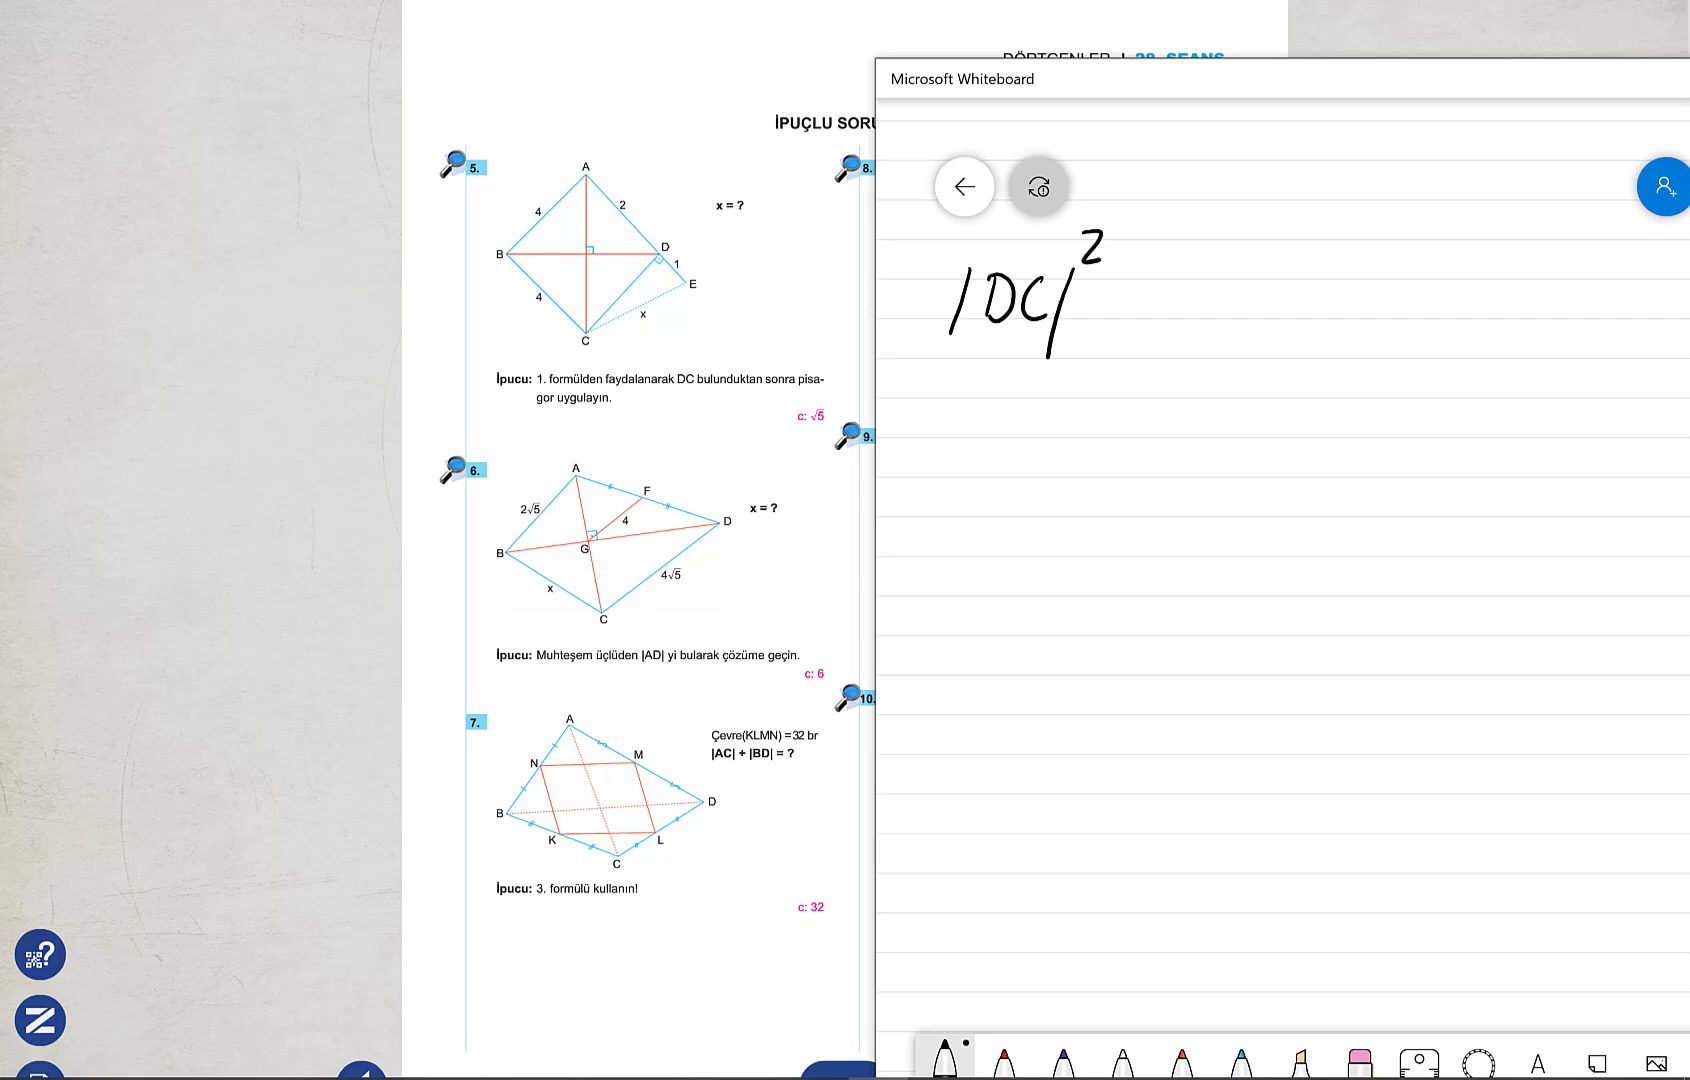 DÖRTGENLER | 28. SEANS
Microsoft Whiteboard
İPUÇLU SORU
5.
A
4
2
x = ?
B
D
1
E
4
x
C
İpucu: 1. formülden faydalanarak DC bulunduktan sonra pisa-
gor uygulayın.
c: √5
6.
A
F
2√5
x = ?
4
D
B
G
4√5
x
C
İpucu: Muhteşem üçlüden |AD| yi bularak çözüme geçin.
c: 6
7.
A
Çevre(KLMN) = 32 br
|AC| + |BD| = ?
N
M
B
D
K
L
C
İpucu: 3. formülü kullanın!
c: 32
8.
9.
10.
|DC|²